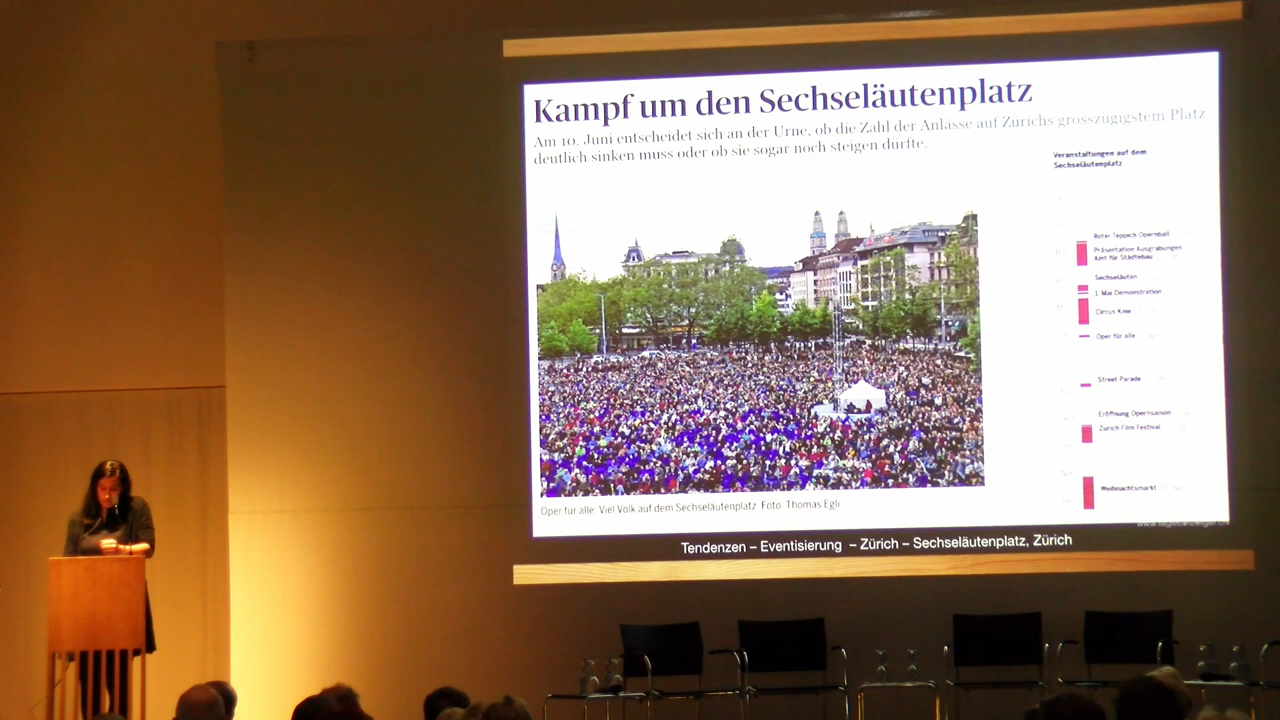 Kampf um den Sechseläutenplatz
Am 10. Juni entscheidet sich an der Urne, ob die Zahl der Anlässe auf Zürichs grosszügigstem Platz
deutlich sinken muss oder ob sie sogar noch steigen dürfte.
Veranstaltungen auf dem
Sechseläutenplatz
Roter Teppich Opernball
Präsentation Ausgrabungen
Amt für Städtebau
Sechseläuten
1. Mai Demonstration
Circus Knie
Oper für alle
Street Parade
Eröffnung Opernsaison
Zurich Film Festival
Weihnachtsmarkt
Oper für alle: Viel Volk auf dem Sechseläutenplatz. Foto: Thomas Egli
Tendenzen – Eventisierung – Zürich – Sechseläutenplatz, Zürich